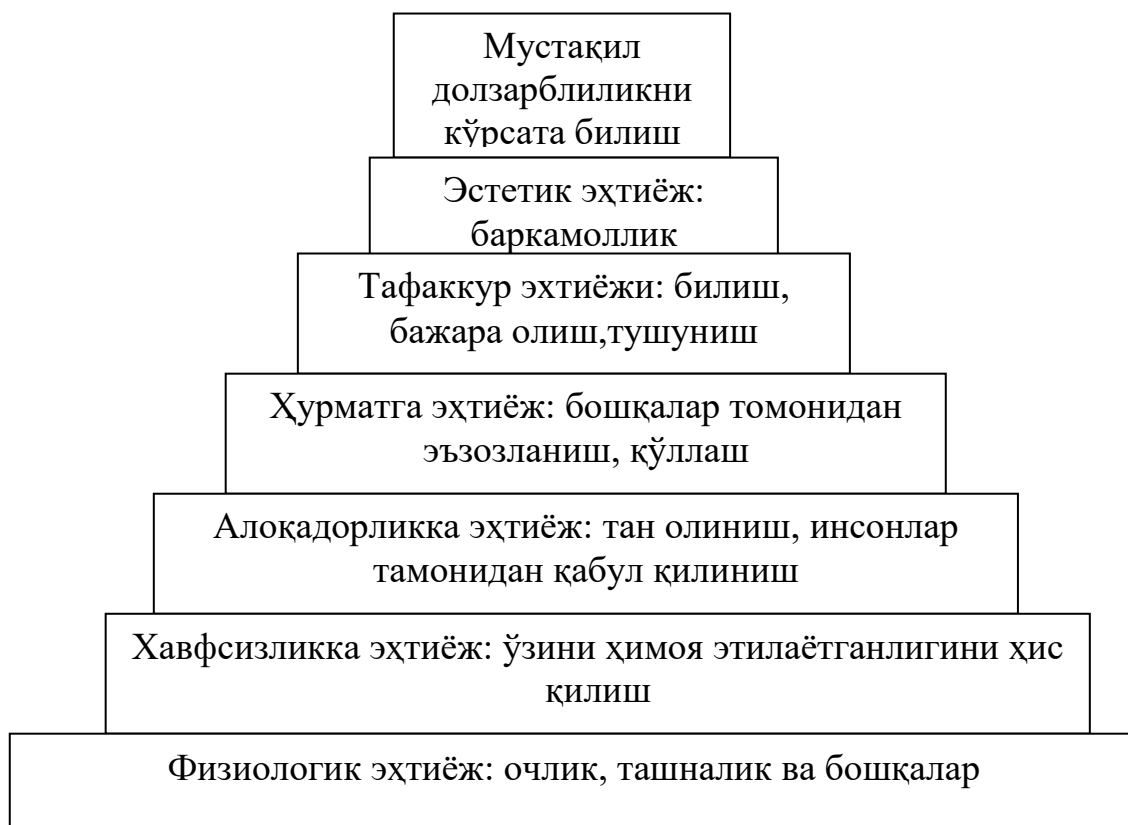 Мустақил
долзарблиликни
кўрсата билиш
Эстетик эҳтиёж:
баркамоллик
Тафаккур эхтиёжи: билиш,
бажара олиш,тушуниш
Ҳурматга эҳтиёж: бошқалар томонидан
эъзозланиш, қўллаш
Алоқадорликка эҳтиёж: тан олиниш, инсонлар
тамонидан қабул қилиниш
Хавфсизликка эҳтиёж: ўзини ҳимоя этилаётганлигини ҳис
қилиш
Физиологик эҳтиёж: очлик, ташналик ва бошқалар